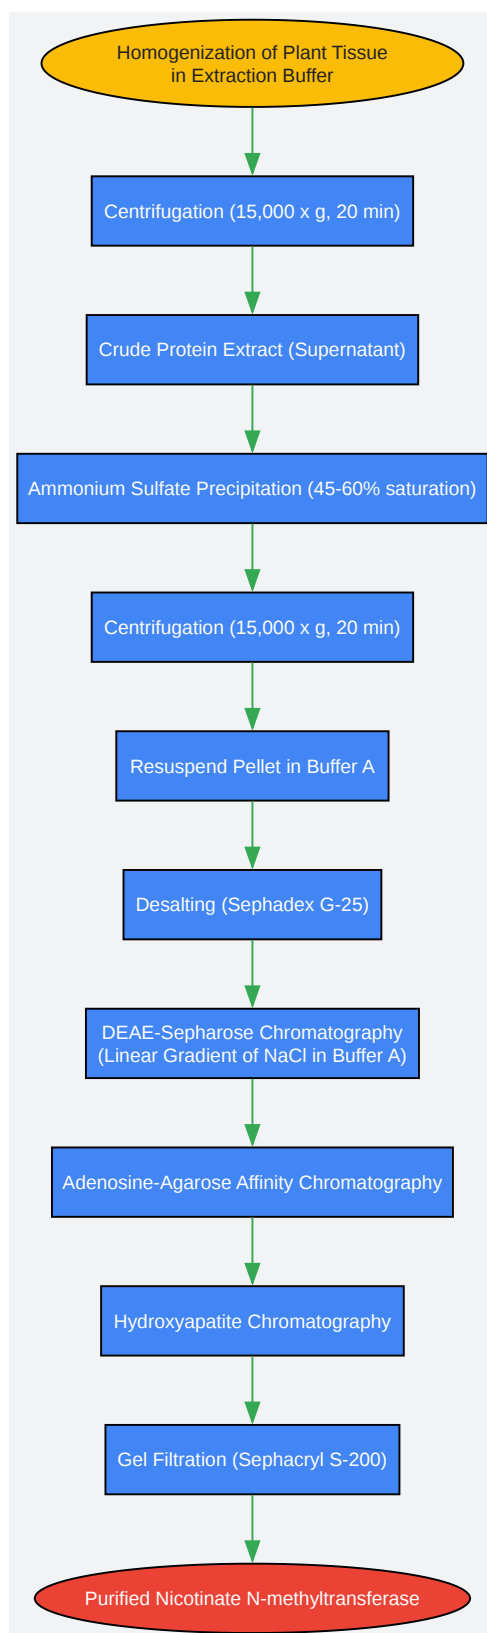 Homogenization of Plant Tissue
in Extraction Buffer
Centrifugation (15,000 x g, 20 min)
Crude Protein Extract (Supernatant)
Ammonium Sulfate Precipitation (45-60% saturation)
Centrifugation (15,000 x g, 20 min)
Resuspend Pellet in Buffer A
Desalting (Sephadex G-25)
DEAE-Sepharose Chromatography
(Linear Gradient of NaCl in Buffer A)
Adenosine-Agarose Affinity Chromatography
Hydroxyapatite Chromatography
Gel Filtration (Sephacryl S-200)
Purified Nicotinate N-methyltransferase